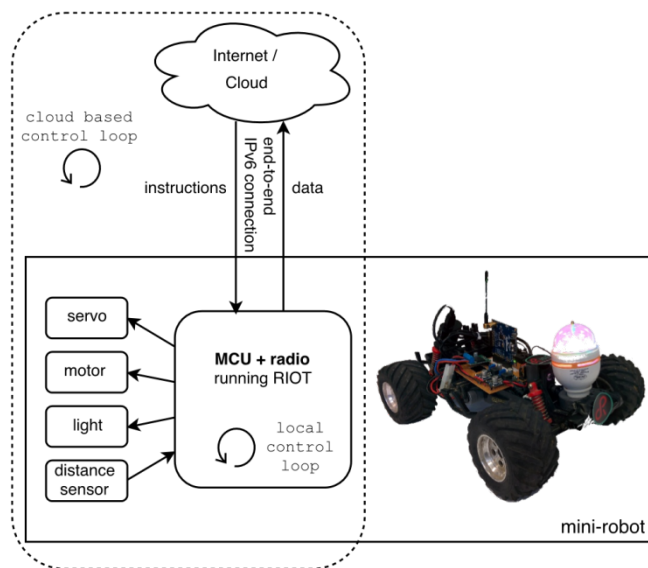 Internet /
Cloud
cloud based
control loop
instructions
end-to-end
IPv6 connection
data
servo
motor
light
distance
sensor
MCU + radio
running RIOT
local
control
loop
mini-robot